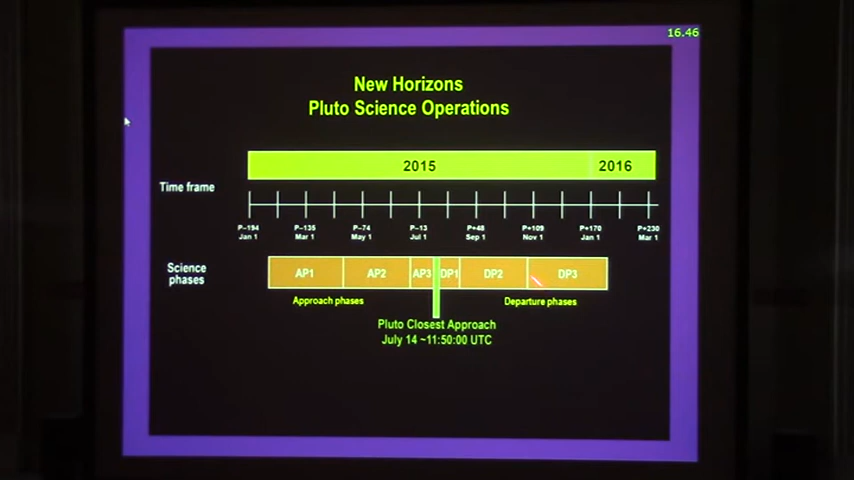 16.46
New Horizons
Pluto Science Operations
2015 2016
Time frame
P–194 P–135 P–74 P–13 P+48 P+109 P+170 P+230
Jan 1 Mar 1 May 1 Jul 1 Sep 1 Nov 1 Jan 1 Mar 1
Science
phases
AP1 AP2 AP3 DP1 DP2 DP3
Approach phases Departure phases
Pluto Closest Approach
July 14 ~11:50:00 UTC